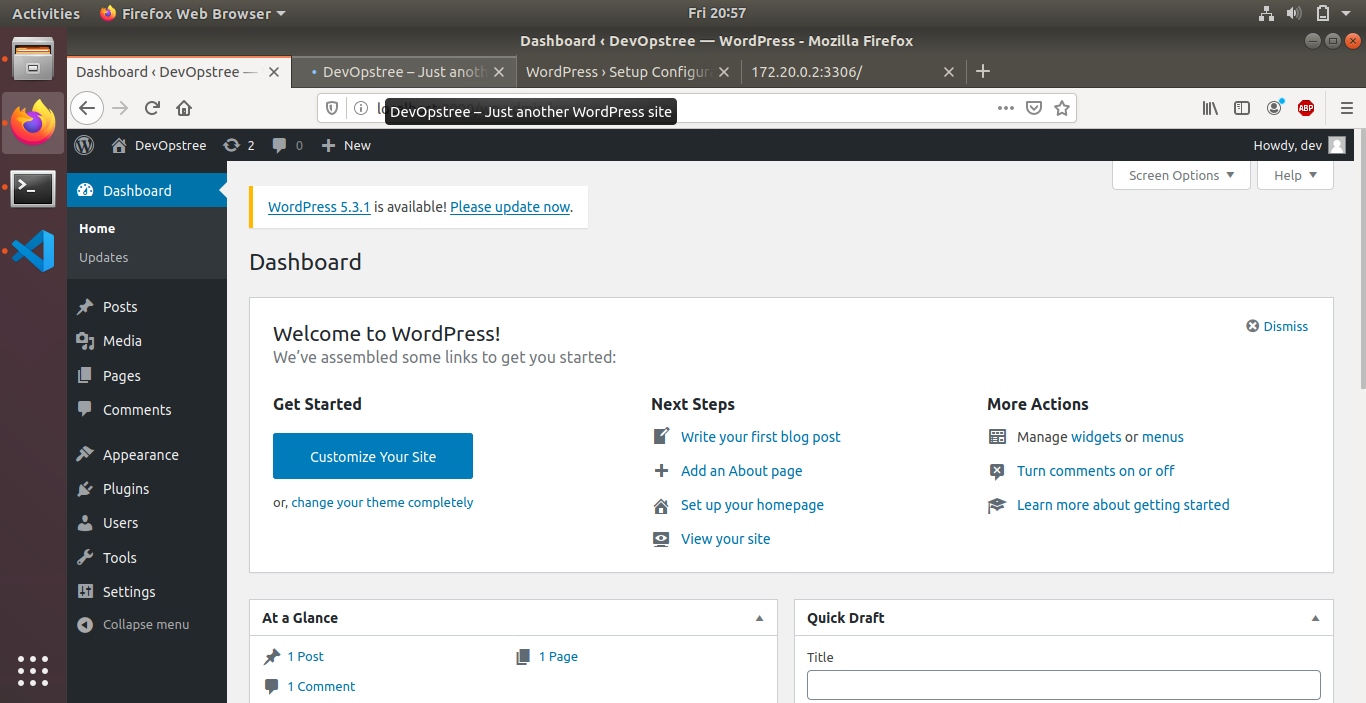 Activities Firefox Web Browser Fri 20:57
Dashboard ‹ DevOpstree — WordPress - Mozilla Firefox
Dashboard ‹ DevOpstree — DevOpstree – Just anoth WordPress › Setup Configur 172.20.0.2:3306/
DevOpstree – Just another WordPress site ABP
DevOpstree 2 0 New Howdy, dev
Screen Options Help
Dashboard
Home
Updates
Posts
Media
Pages
Comments
Appearance
Plugins
Users
Tools
Settings
Collapse menu
WordPress 5.3.1 is available! Please update now.
Dashboard
Welcome to WordPress!
We’ve assembled some links to get you started:
Dismiss
Get Started
Customize Your Site
or, change your theme completely
Next Steps
Write your first blog post
Add an About page
Set up your homepage
View your site
More Actions
Manage widgets or menus
Turn comments on or off
Learn more about getting started
At a Glance
1 Post 1 Page
1 Comment
Quick Draft
Title